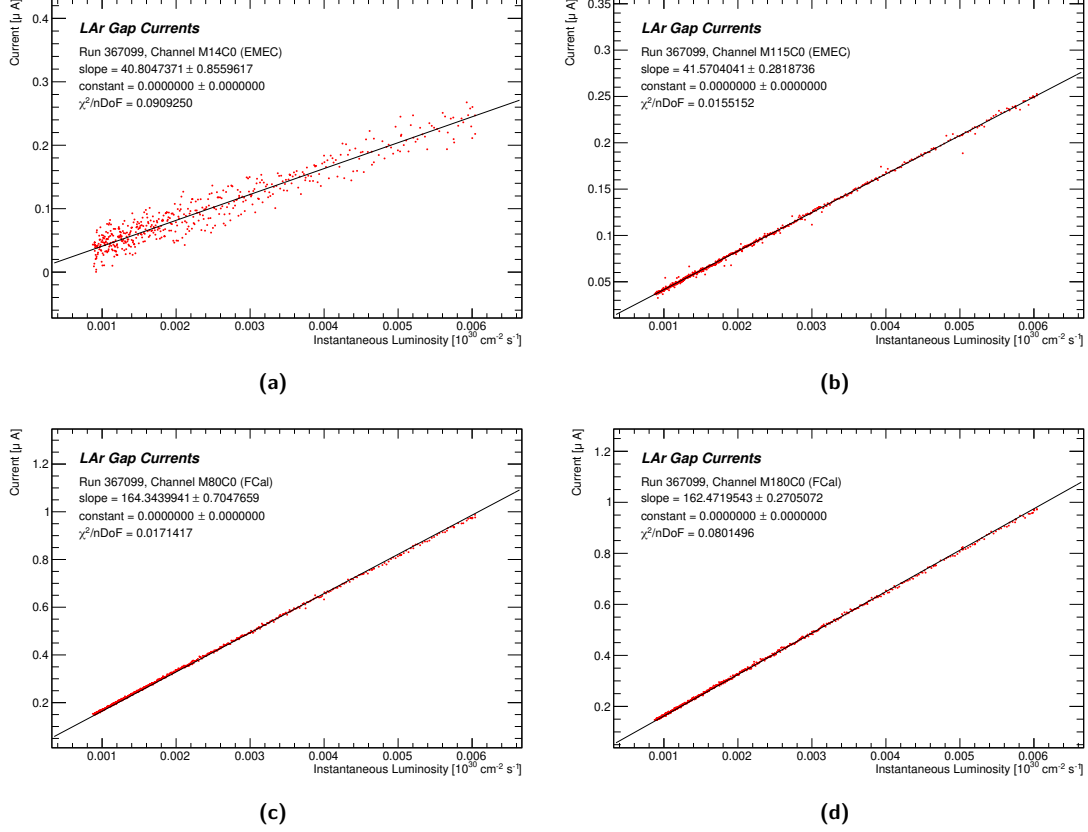 Current [μ A]
0.4
0.3
0.2
0.1
0
LAr Gap Currents
Run 367099, Channel M14C0 (EMEC)
slope = 40.8047371 ± 0.8559617
constant = 0.0000000 ± 0.0000000
χ²/nDoF = 0.0909250
0.001 0.002 0.003 0.004 0.005 0.006
Instantaneous Luminosity [10³⁰ cm⁻² s⁻¹]
(a)
Current [μ A]
0.35
0.3
0.25
0.2
0.15
0.1
0.05
LAr Gap Currents
Run 367099, Channel M115C0 (EMEC)
slope = 41.5704041 ± 0.2818736
constant = 0.0000000 ± 0.0000000
χ²/nDoF = 0.0155152
0.001 0.002 0.003 0.004 0.005 0.006
Instantaneous Luminosity [10³⁰ cm⁻² s⁻¹]
(b)
Current [μ A]
1.2
1
0.8
0.6
0.4
0.2
LAr Gap Currents
Run 367099, Channel M80C0 (FCal)
slope = 164.3439941 ± 0.7047659
constant = 0.0000000 ± 0.0000000
χ²/nDoF = 0.0171417
0.001 0.002 0.003 0.004 0.005 0.006
Instantaneous Luminosity [10³⁰ cm⁻² s⁻¹]
(c)
Current [μ A]
1.2
1
0.8
0.6
0.4
0.2
LAr Gap Currents
Run 367099, Channel M180C0 (FCal)
slope = 162.4719543 ± 0.2705072
constant = 0.0000000 ± 0.0000000
χ²/nDoF = 0.0801496
0.001 0.002 0.003 0.004 0.005 0.006
Instantaneous Luminosity [10³⁰ cm⁻² s⁻¹]
(d)